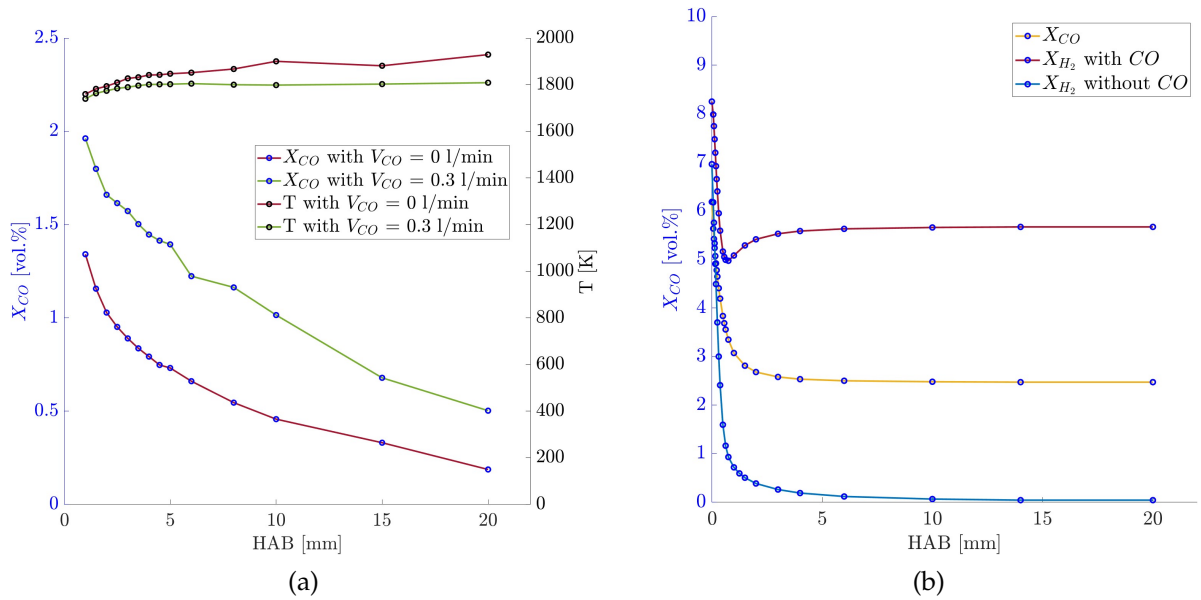 2.5
2
1.5
1
0.5
0
X_CO [vol.%]
2000
1800
1600
1400
1200
1000
800
600
400
200
0
T [K]
X_CO with V_CO = 0 l/min
X_CO with V_CO = 0.3 l/min
T with V_CO = 0 l/min
T with V_CO = 0.3 l/min
0 5 10 15 20
HAB [mm]
(a)
10
9
8
7
6
5
4
3
2
1
0
X_CO [vol.%]
X_CO
X_H₂ with CO
X_H₂ without CO
0 5 10 15 20
HAB [mm]
(b)